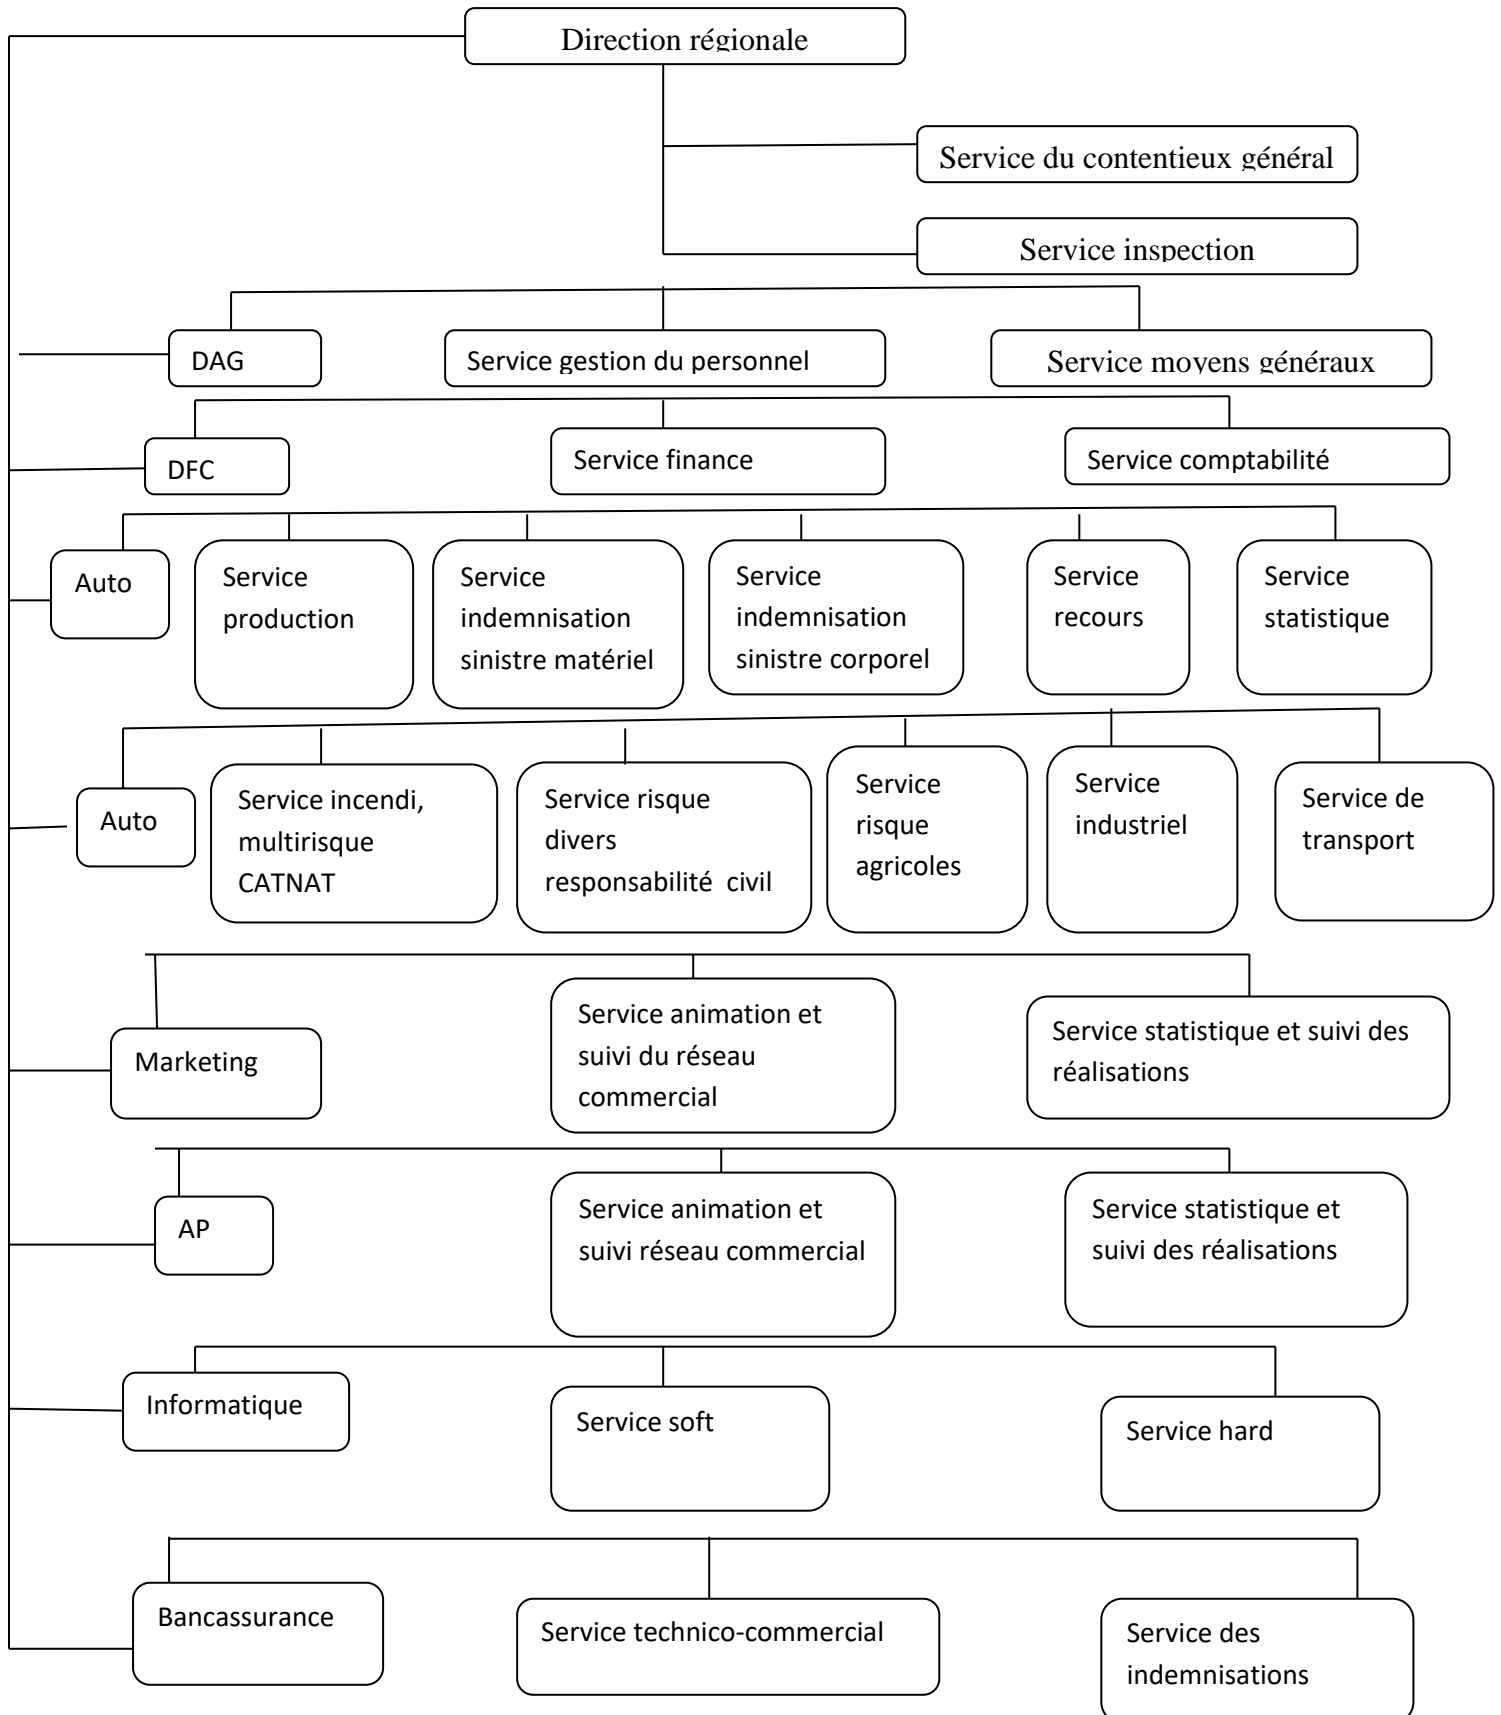 Direction régionale
Service du contentieux général
Service inspection
DAG
Service gestion du personnel
Service moyens généraux
DFC
Service finance
Service comptabilité
Auto
Service
production
Service
indemnisation
sinistre matériel
Service
indemnisation
sinistre corporel
Service
recours
Service
statistique
Auto
Service incendi,
multirisque
CATNAT
Service risque
divers
responsabilité civil
Service
risque
agricoles
Service
industriel
Service de
transport
Marketing
Service animation et
suivi du réseau
commercial
Service statistique et suivi des
réalisations
AP
Service animation et
suivi réseau commercial
Service statistique et
suivi des réalisations
Informatique
Service soft
Service hard
Bancassurance
Service technico-commercial
Service des
indemnisations